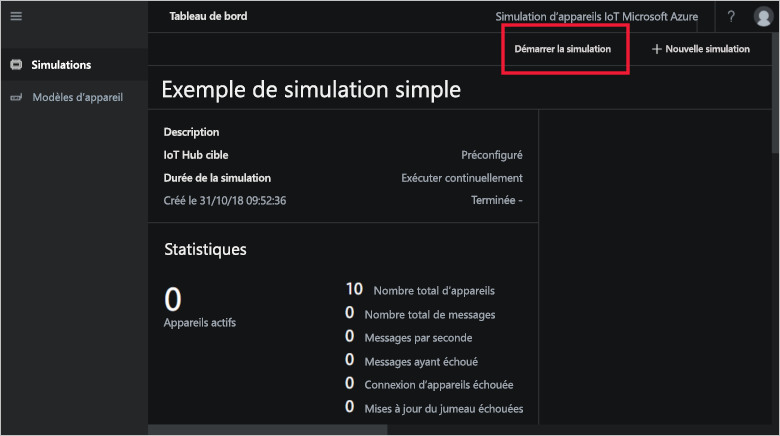 Tableau de bord
Simulation d'appareils IoT Microsoft Azure
?
Démarrer la simulation
+ Nouvelle simulation
Simulations
Modèles d'appareil
Exemple de simulation simple
Description
IoT Hub cible Préconfiguré
Durée de la simulation Exécuter continuellement
Créé le 31/10/18 09:52:36 Terminée -
Statistiques
0
Appareils actifs
10 Nombre total d'appareils
0 Nombre total de messages
0 Messages par seconde
0 Messages ayant échoué
0 Connexion d'appareils échouée
0 Mises à jour du jumeau échouées